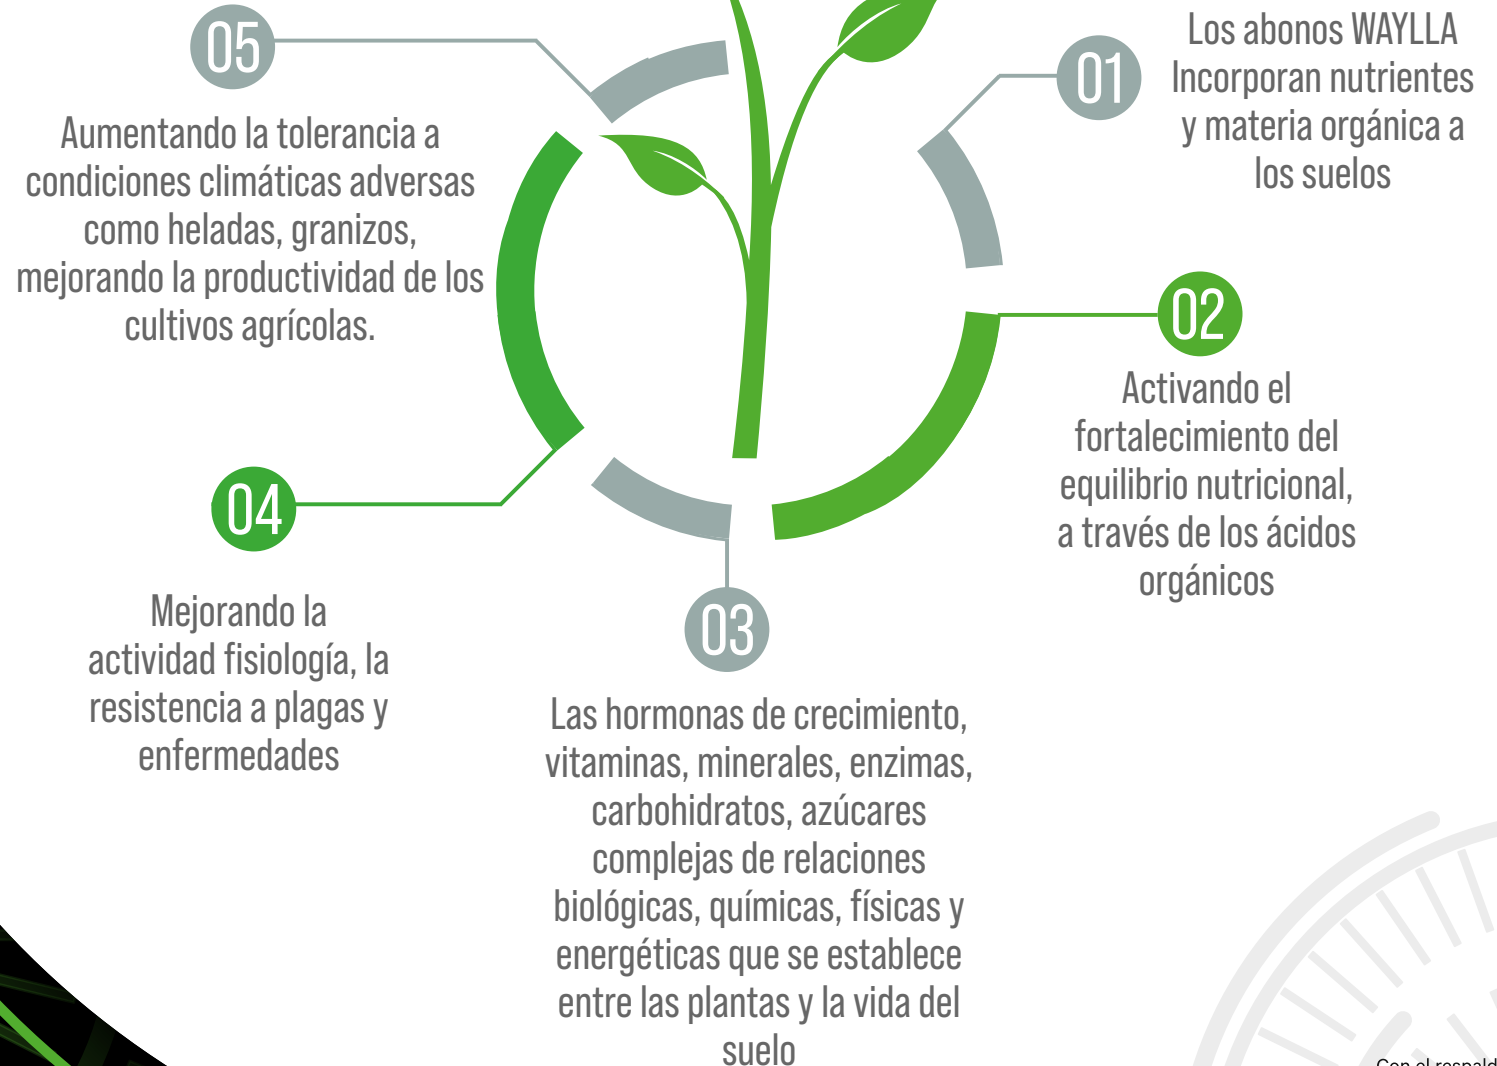 01
Los abonos WAYLLA
Incorporan nutrientes
y materia orgánica a
los suelos
02
Activando el
fortalecimiento del
equilibrio nutricional,
a través de los ácidos
orgánicos
03
Las hormonas de crecimiento,
vitaminas, minerales, enzimas,
carbohidratos, azúcares
complejas de relaciones
biológicas, químicas, físicas y
energéticas que se establece
entre las plantas y la vida del
suelo
04
Mejorando la
actividad fisiología, la
resistencia a plagas y
enfermedades
05
Aumentando la tolerancia a
condiciones climáticas adversas
como heladas, granizos,
mejorando la productividad de los
cultivos agrícolas.
Con el